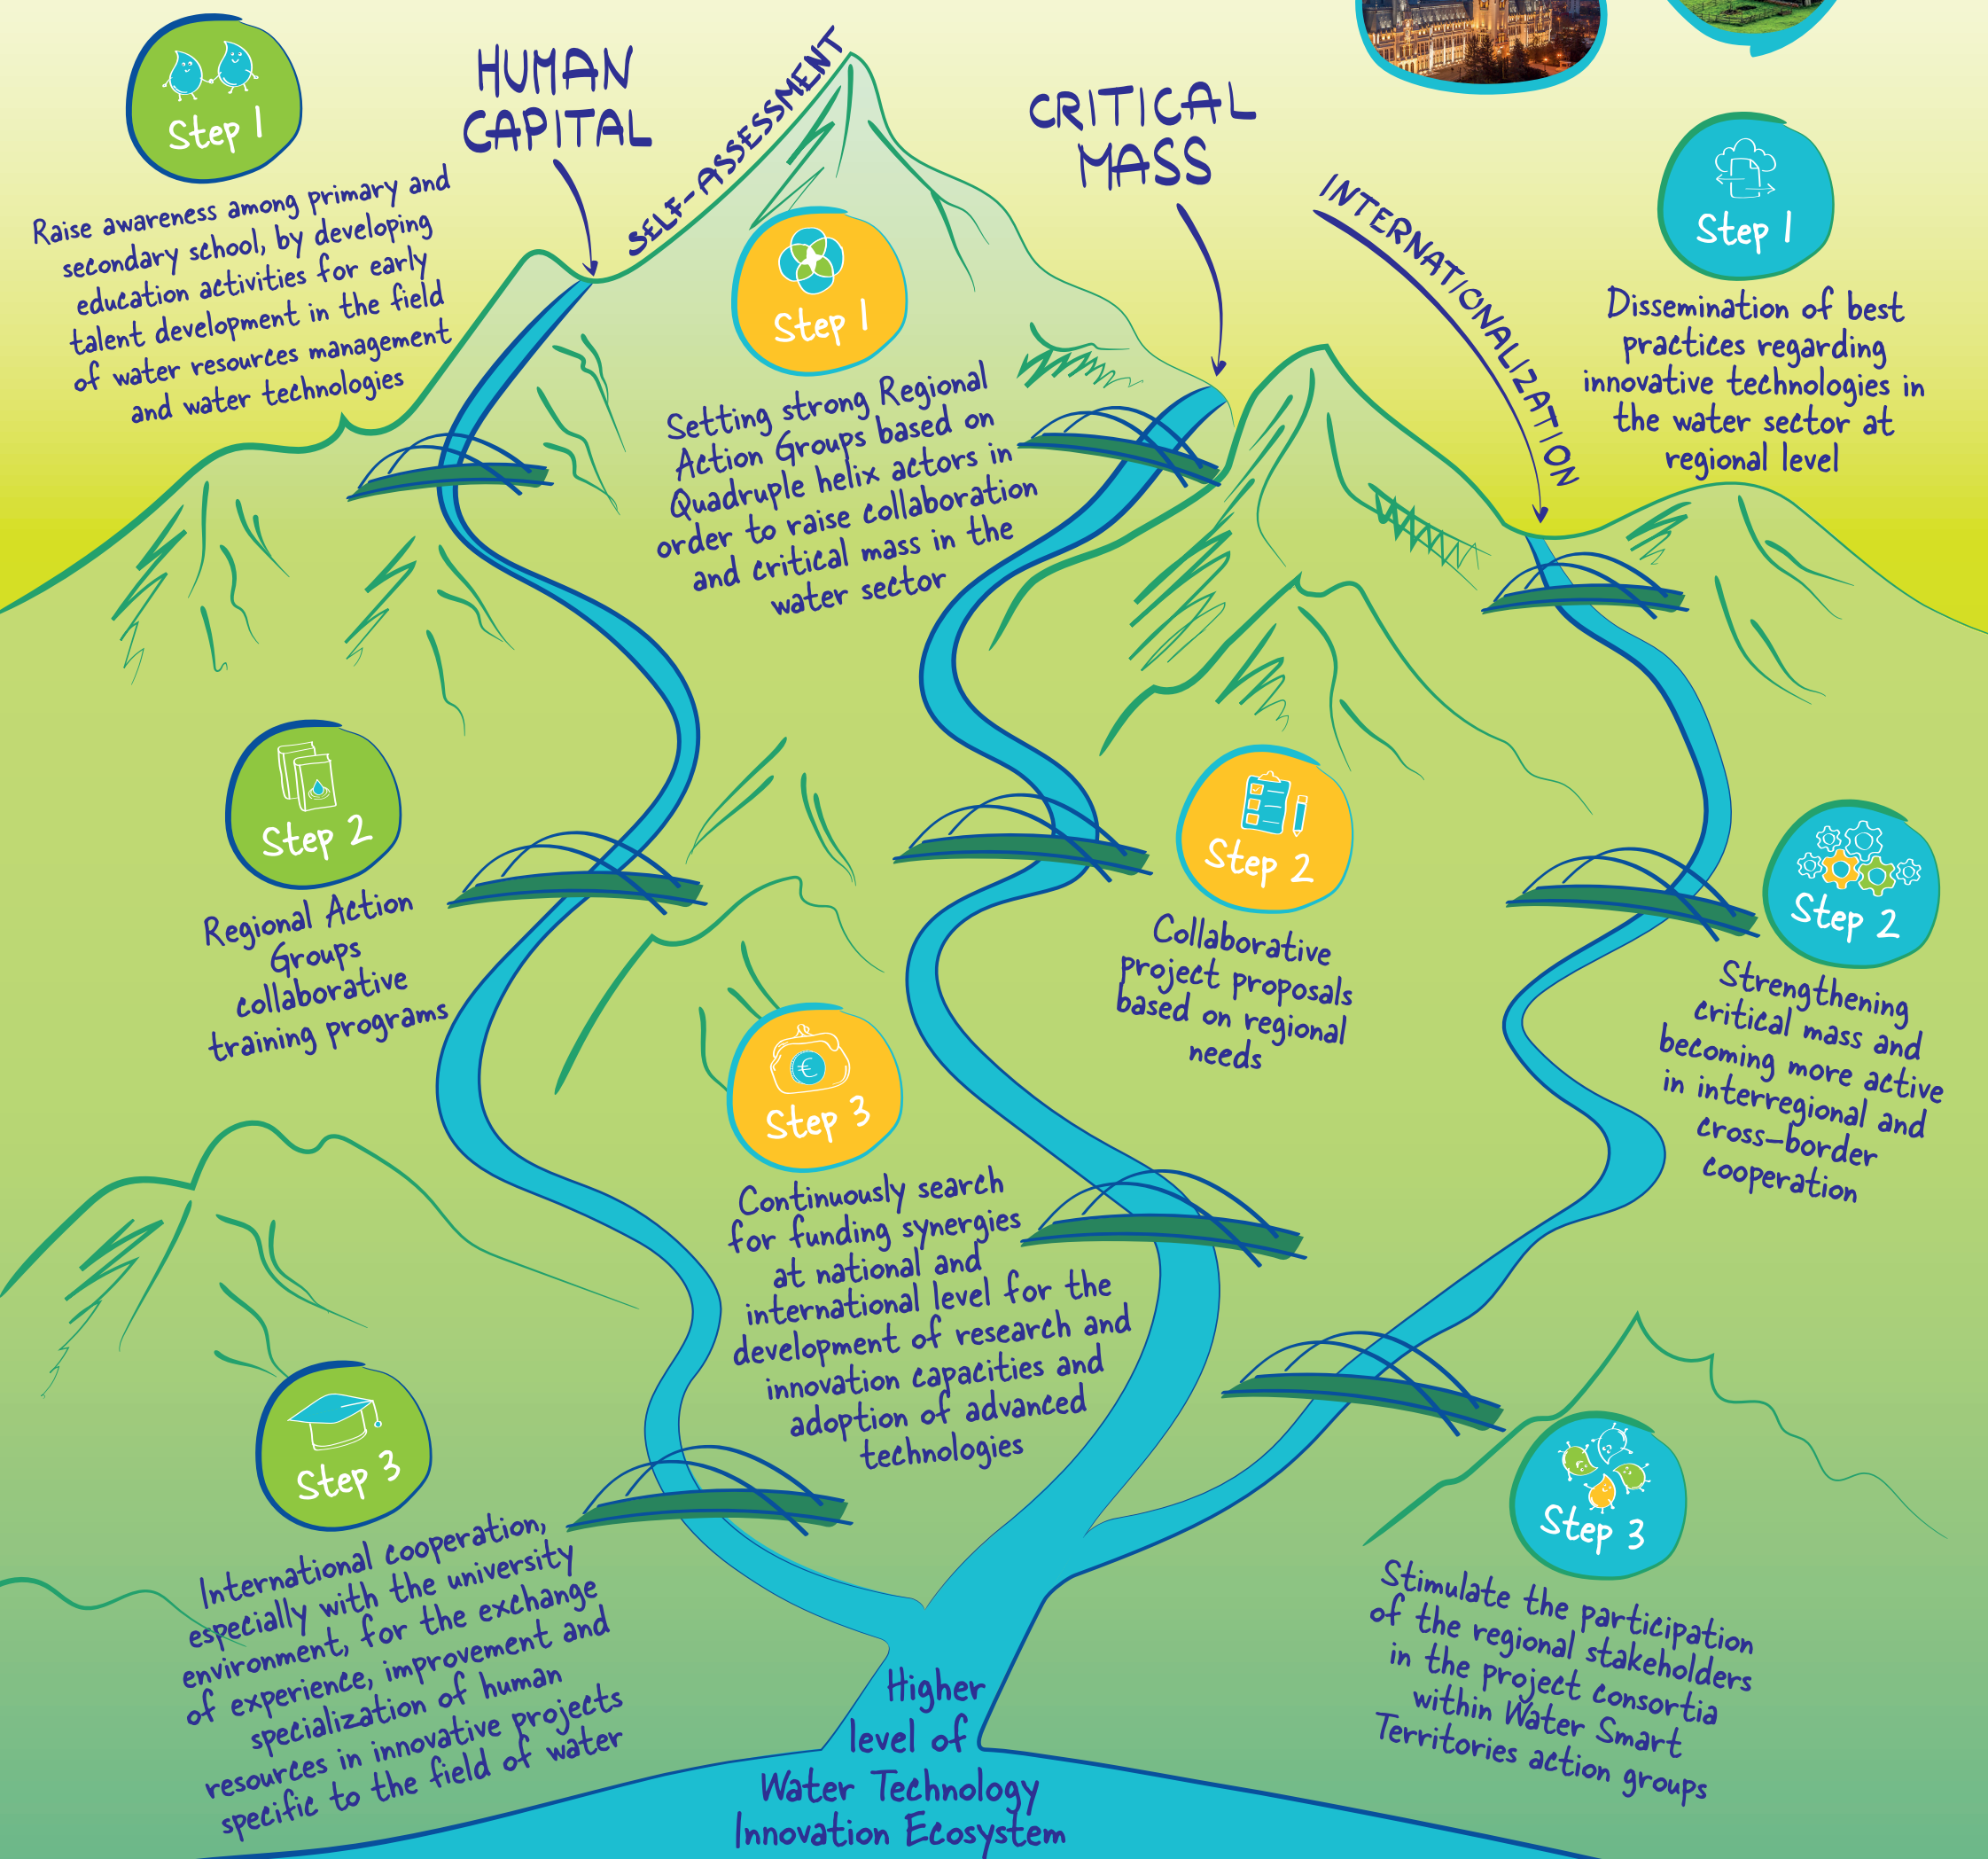 Step 1
Raise awareness among primary and
secondary school, by developing
education activities for early
talent development in the field
of water resources management
and water technologies
HUMAN
CAPITAL
SELF-ASSESSMENT
Step 1
Setting strong Regional
Action Groups based on
Quadruple helix actors in
order to raise collaboration
and critical mass in the
water sector
CRITICAL
MASS
INTERNATIONALIZATION
Step 1
Dissemination of best
practices regarding
innovative technologies in
the water sector at
regional level
Step 2
Regional Action
Groups
collaborative
training programs
Step 2
Collaborative
project proposals
based on regional
needs
Step 2
Strengthening
critical mass and
becoming more active
in interregional and
cross-border
cooperation
€
Step 3
Continuously search
for funding synergies
at national and
international level for the
development of research and
innovation capacities and
adoption of advanced
technologies
Step 3
International cooperation,
especially with the university
environment, for the exchange
of experience, improvement and
specialization of human
resources in innovative projects
specific to the field of water
Step 3
Stimulate the participation
of the regional stakeholders
in the project consortia
within Water Smart
Territories action groups
Higher
level of
Water Technology
Innovation Ecosystem